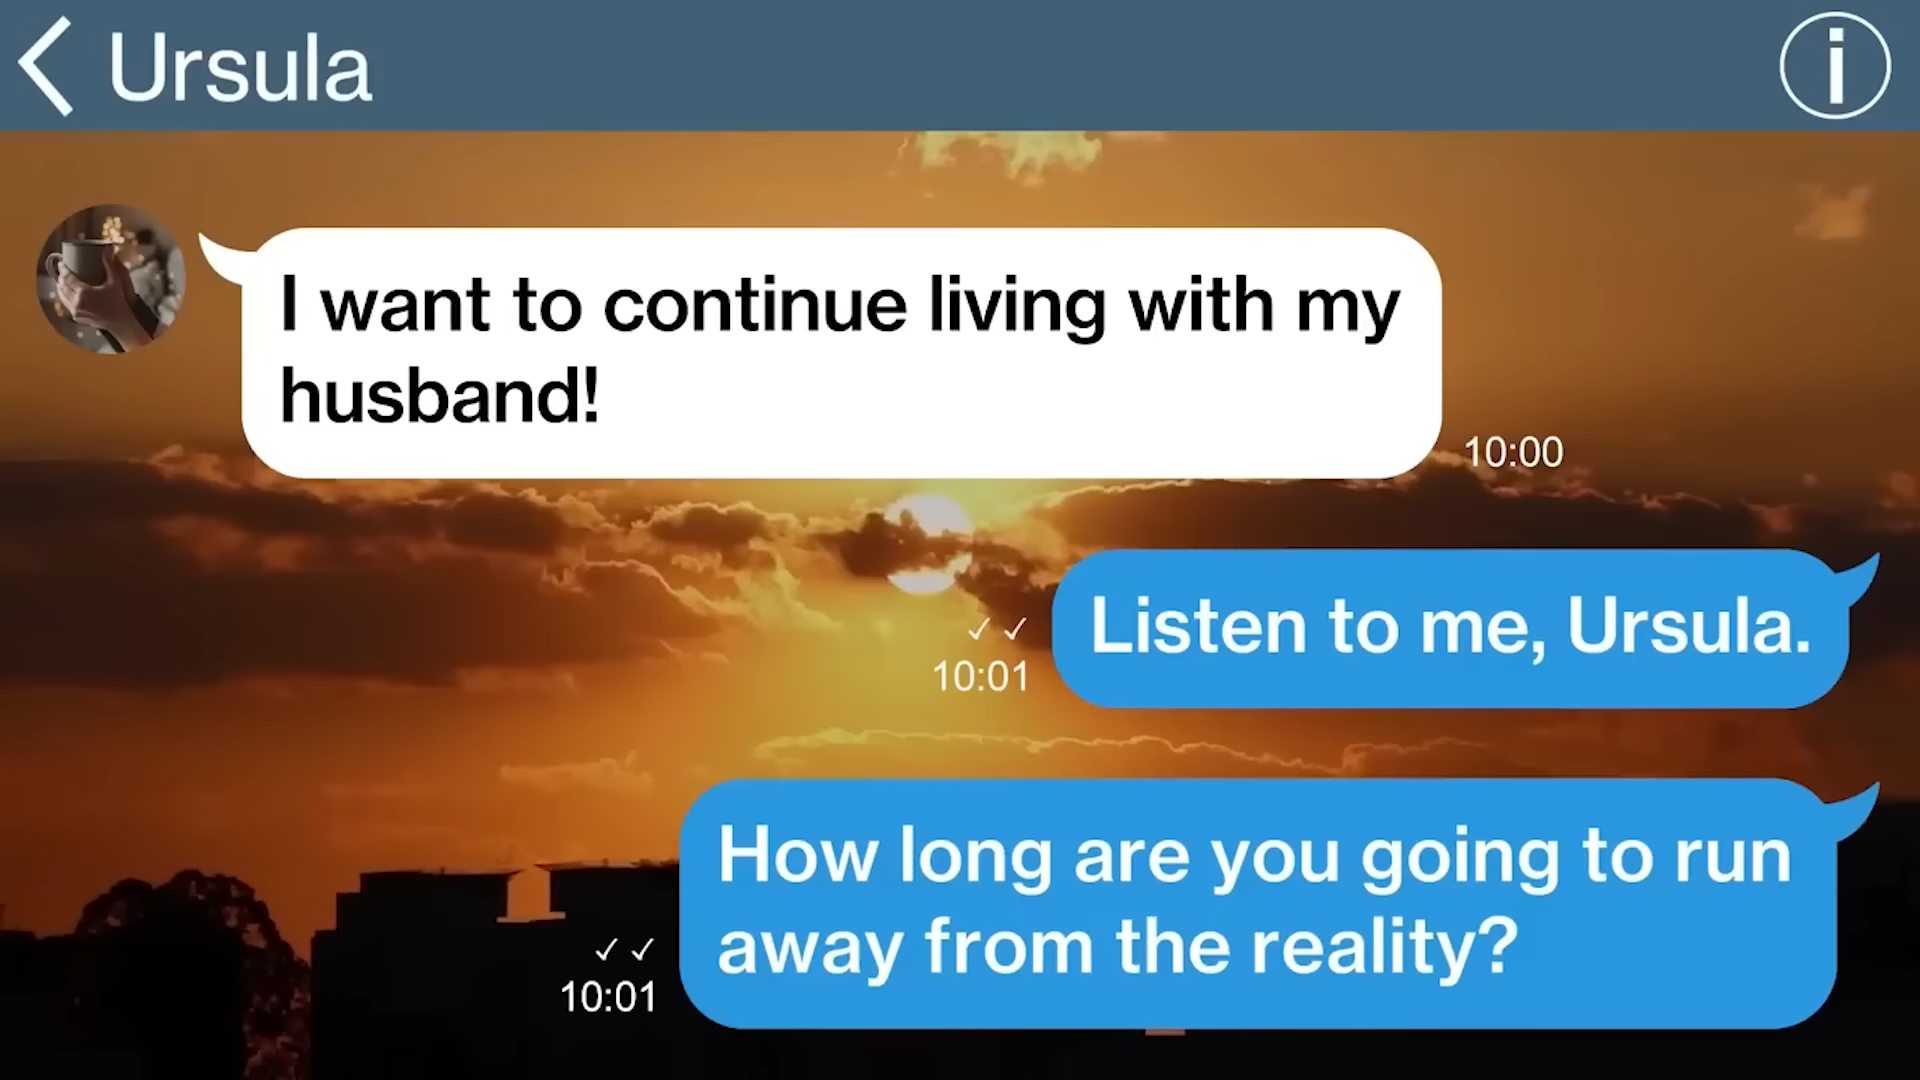 Ursula
I want to continue living with my
husband!
10:00
Listen to me, Ursula.
10:01
How long are you going to run
away from the reality?
10:01